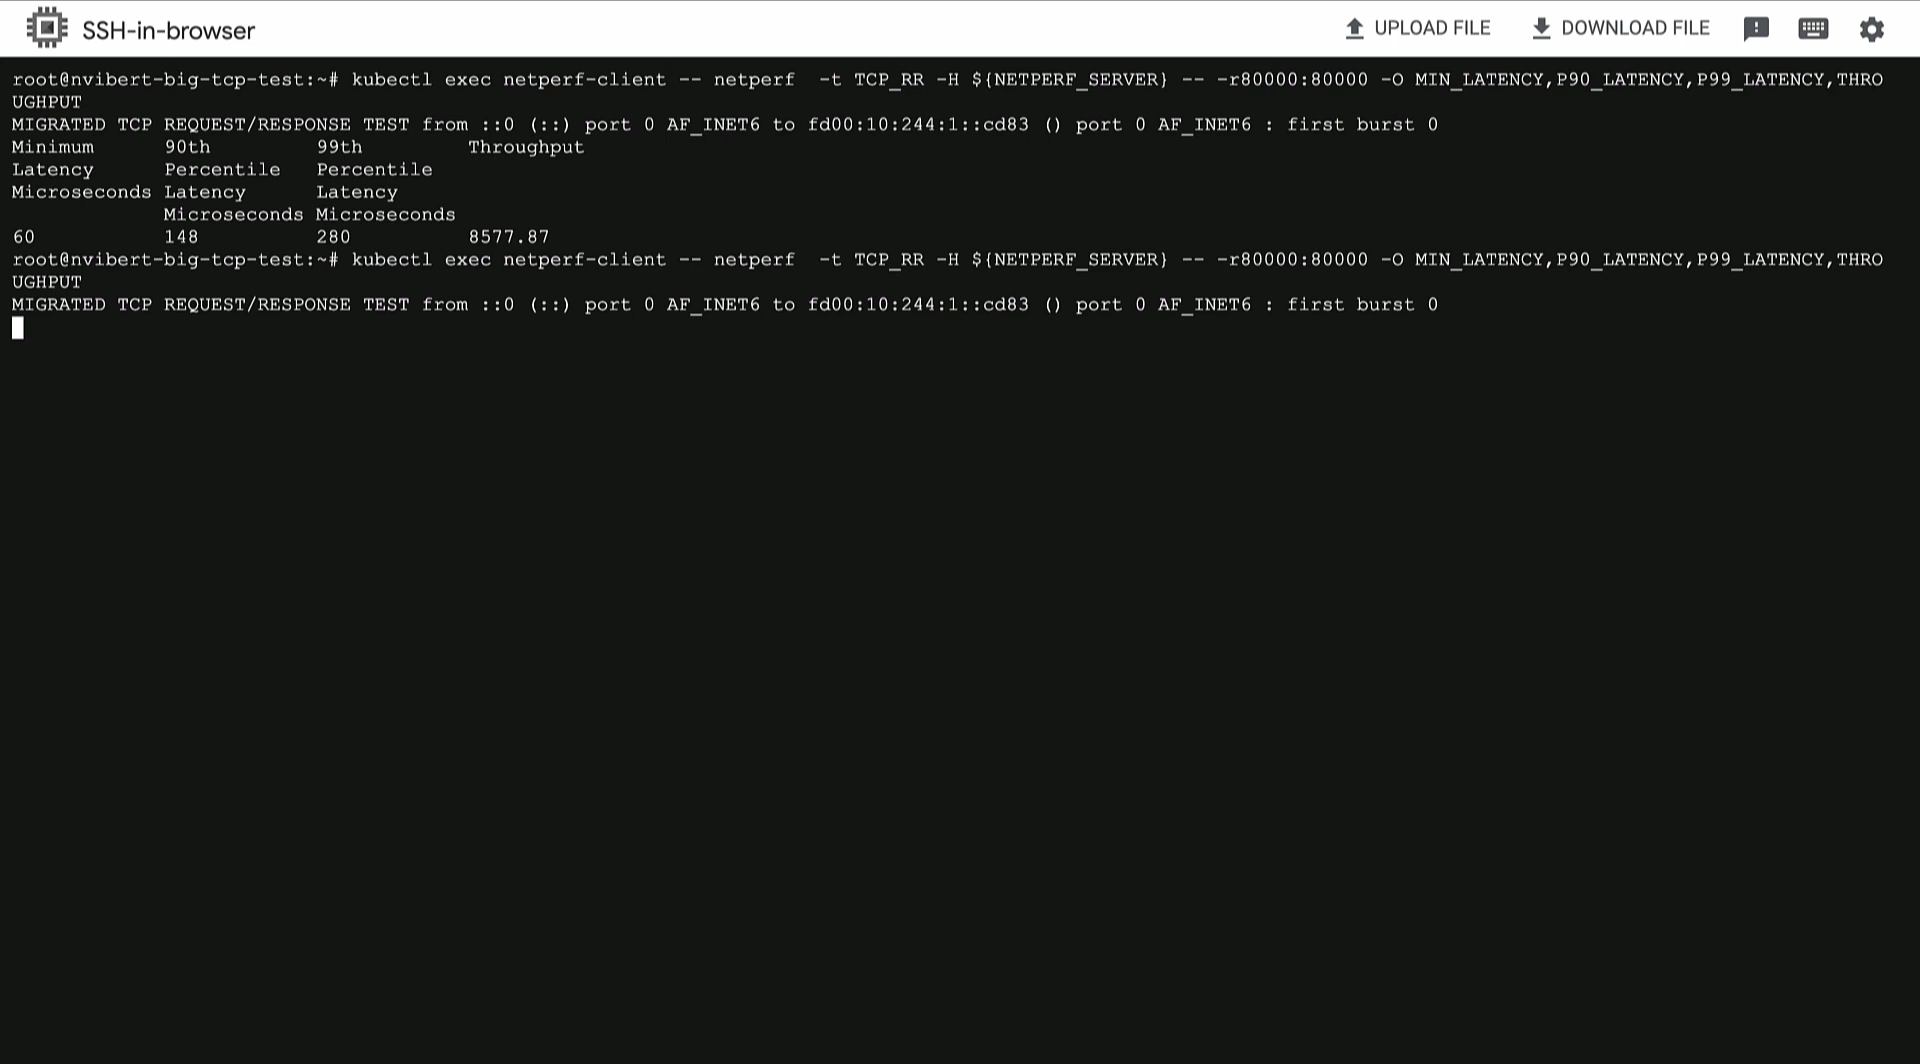 SSH-in-browser
UPLOAD FILE
DOWNLOAD FILE
root@nvibert-big-tcp-test:~# kubectl exec netperf-client -- netperf  -t TCP_RR -H ${NETPERF_SERVER} -- -r80000:80000 -O MIN_LATENCY,P90_LATENCY,P99_LATENCY,THRO
UGHPUT
MIGRATED TCP REQUEST/RESPONSE TEST from ::0 (::) port 0 AF_INET6 to fd00:10:244:1::cd83 () port 0 AF_INET6 : first burst 0
Minimum      90th         99th         Throughput
Latency      Percentile   Percentile
Microseconds Latency      Latency
             Microseconds Microseconds
60           148          280          8577.87
root@nvibert-big-tcp-test:~# kubectl exec netperf-client -- netperf  -t TCP_RR -H ${NETPERF_SERVER} -- -r80000:80000 -O MIN_LATENCY,P90_LATENCY,P99_LATENCY,THRO
UGHPUT
MIGRATED TCP REQUEST/RESPONSE TEST from ::0 (::) port 0 AF_INET6 to fd00:10:244:1::cd83 () port 0 AF_INET6 : first burst 0